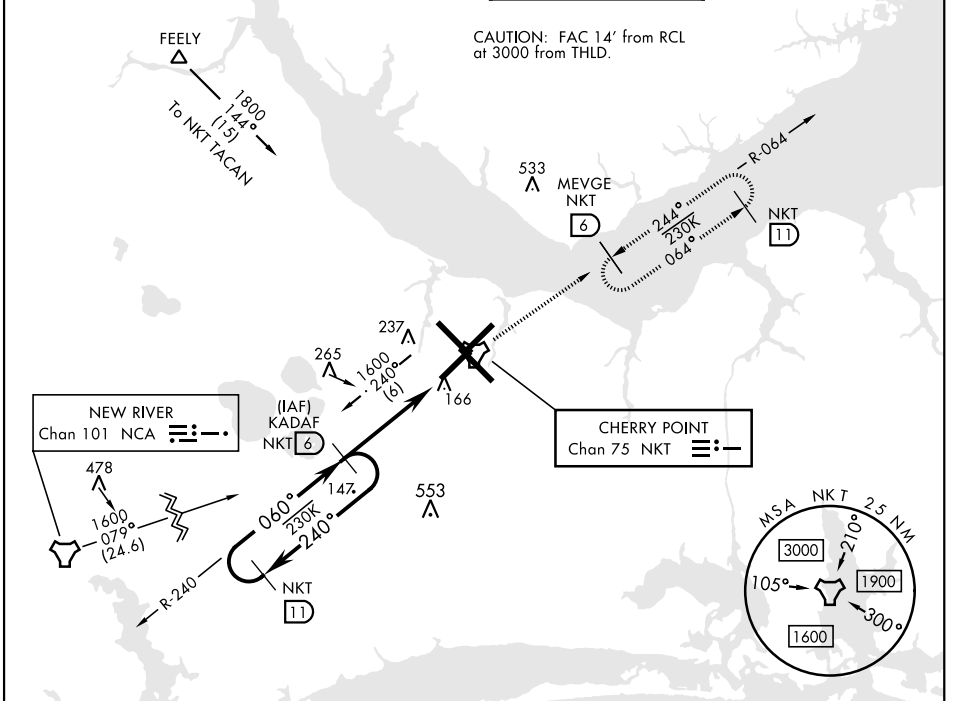 FEELY
CAUTION: FAC 14' from RCL
at 3000 from THLD.
1800
144°
(15)
To NKT TACAN
533
MEVGE
NKT
6
R-064
244°
230K
064°
NKT
11
237
265
1600
240°
(6)
166
(IAF)
KADAF
NKT 6
NEW RIVER
Chan 101 NCA
CHERRY POINT
Chan 75 NKT
478
1600
079°
(24.6)
147
553
060°
230K
240°
R-240
NKT
11
MSA NKT 25 NM
3000
210°
105°
1900
300°
1600